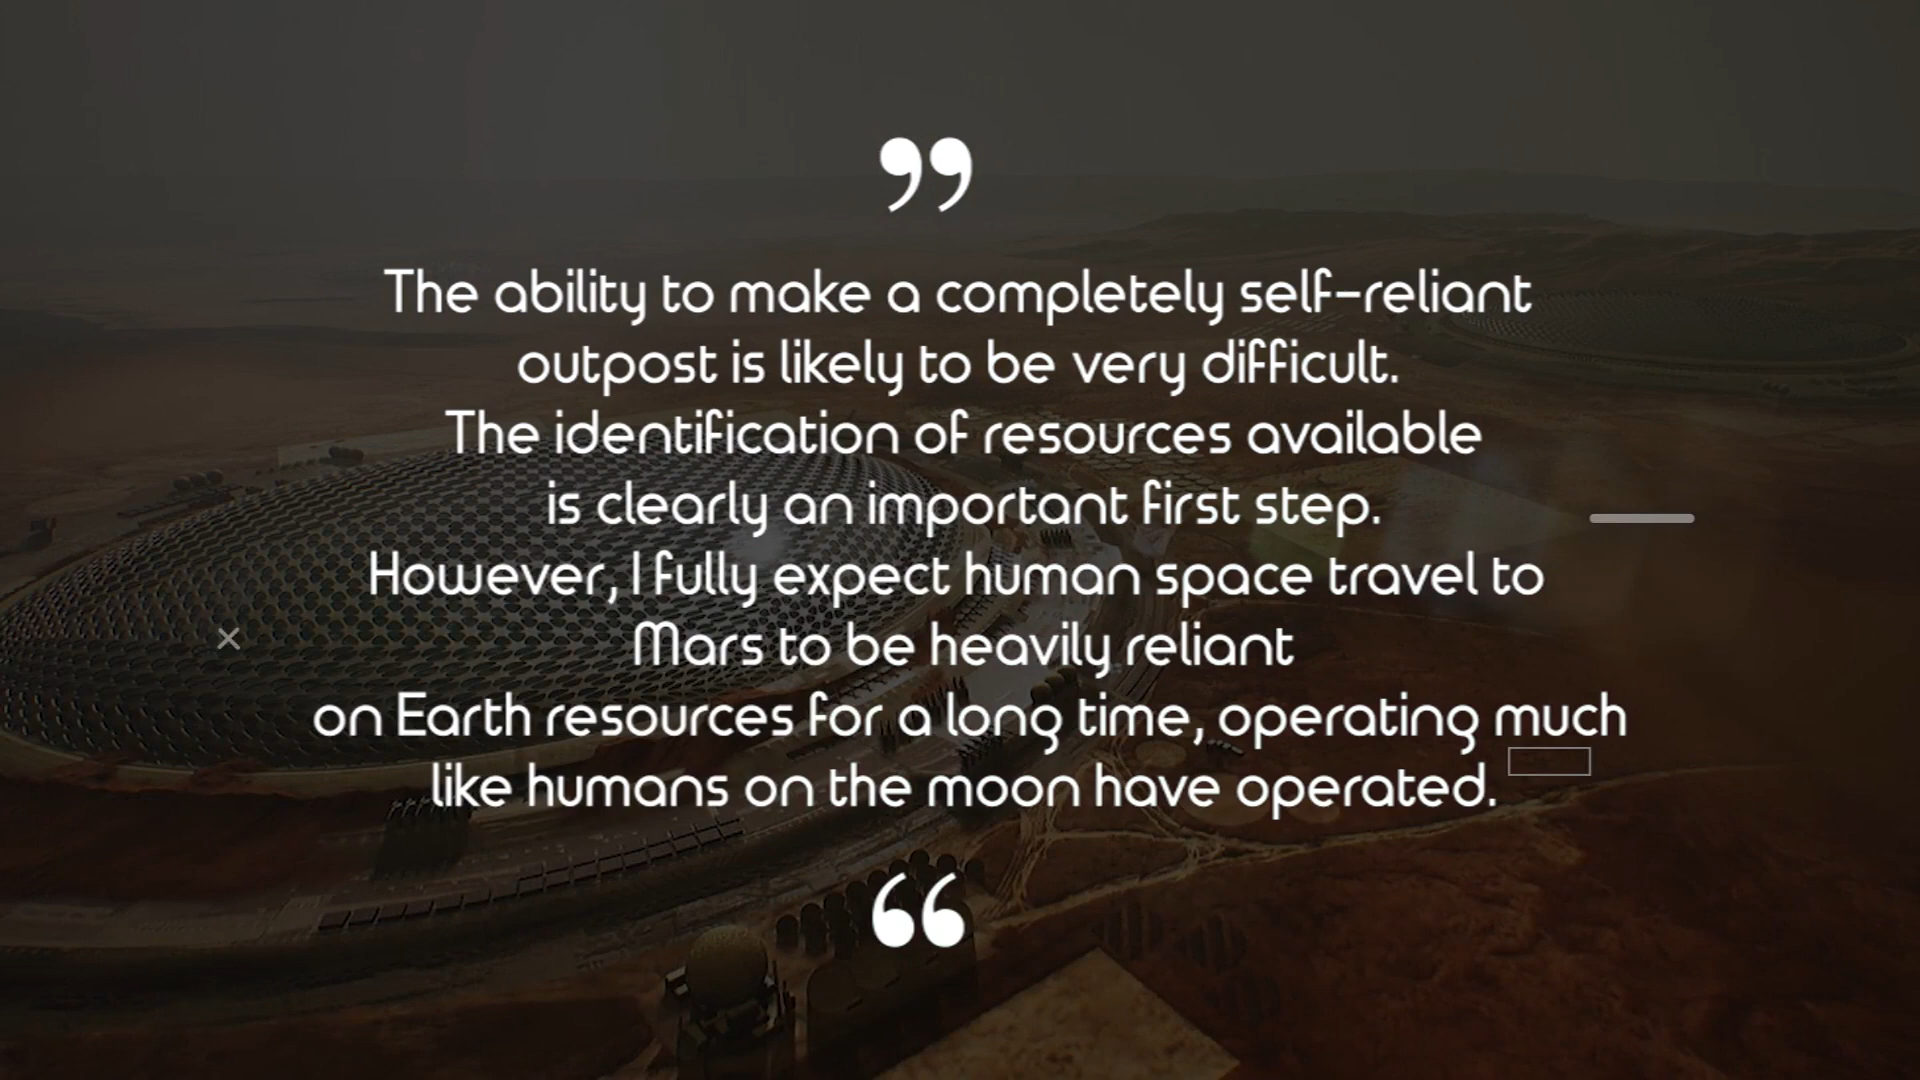 ”
The ability to make a completely self-reliant
outpost is likely to be very difficult.
The identification of resources available
is clearly an important first step.
However, I fully expect human space travel to
Mars to be heavily reliant
on Earth resources for a long time, operating much
like humans on the moon have operated.
“